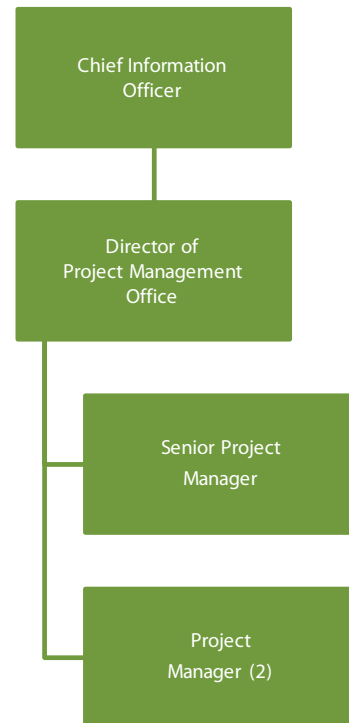 Chief Information
Officer
Director of
Project Management
Office
Senior Project
Manager
Project
Manager (2)